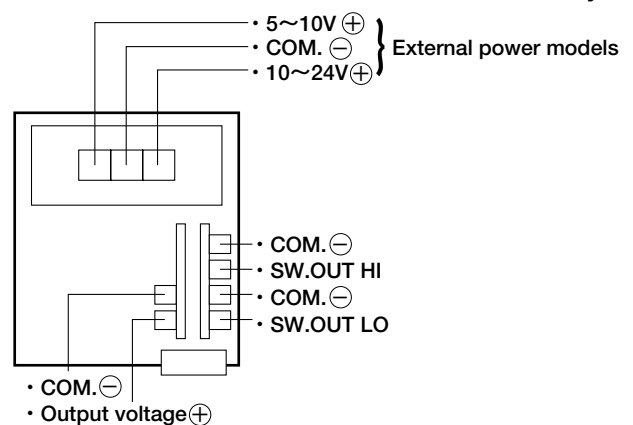 ・5～10V ⊕
・COM. ⊖
・10～24V⊕
External power models
・COM.⊖
・SW.OUT HI
・COM.⊖
・SW.OUT LO
・COM.⊖
・Output voltage⊕